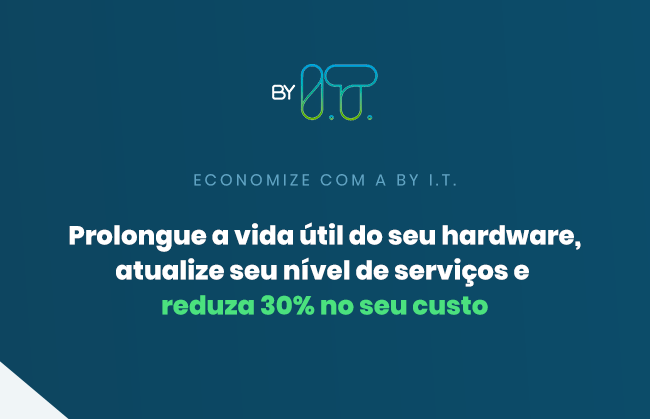 BY I.T.
ECONOMIZE COM A BY I.T.
Prolongue a vida útil do seu hardware,
atualize seu nível de serviços e
reduza 30% no seu custo